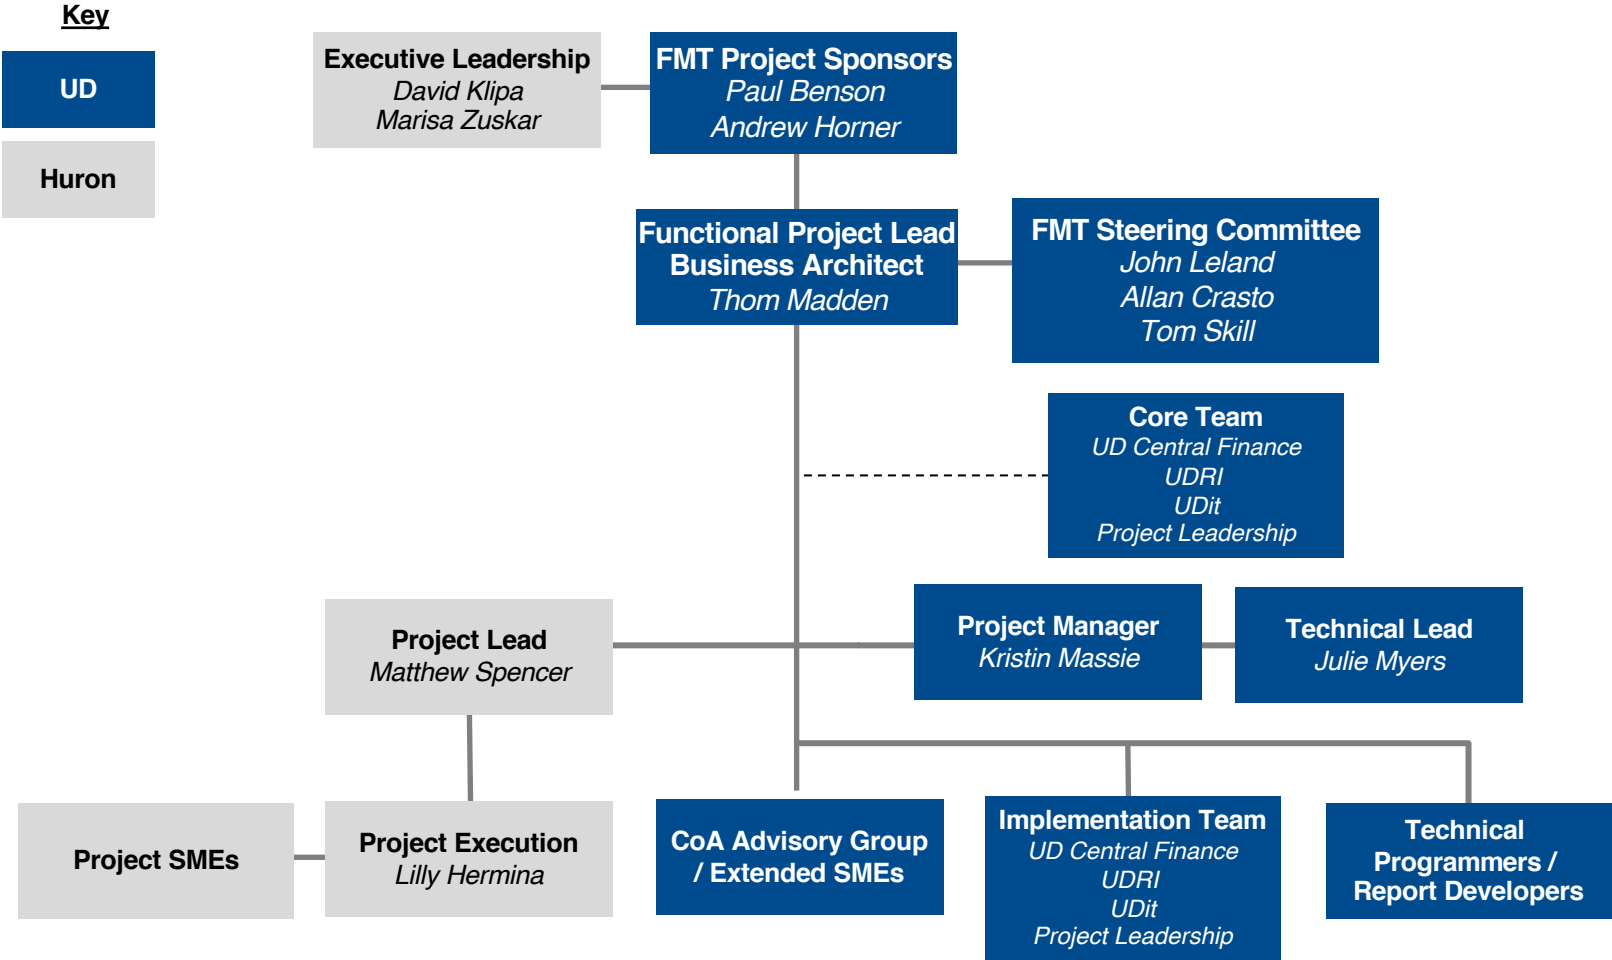 Key
UD
Huron
Executive Leadership
David Klipa
Marisa Zuskar
FMT Project Sponsors
Paul Benson
Andrew Horner
Functional Project Lead
Business Architect
Thom Madden
FMT Steering Committee
John Leland
Allan Crasto
Tom Skill
Core Team
UD Central Finance
UDRI
UDit
Project Leadership
Project Lead
Matthew Spencer
Project Manager
Kristin Massie
Technical Lead
Julie Myers
Project SMEs
Project Execution
Lilly Hermina
CoA Advisory Group
/ Extended SMEs
Implementation Team
UD Central Finance
UDRI
UDit
Project Leadership
Technical
Programmers /
Report Developers